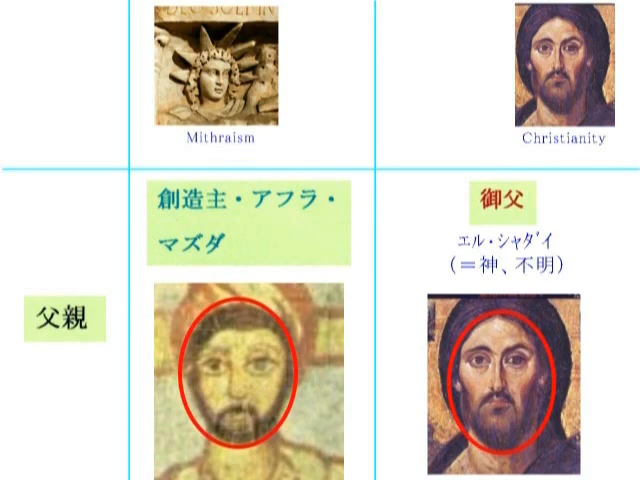 Mithraism
Christianity
創造主・アフラ・
マズダ
御父
エル・シャダイ
（＝神、不明）
父親